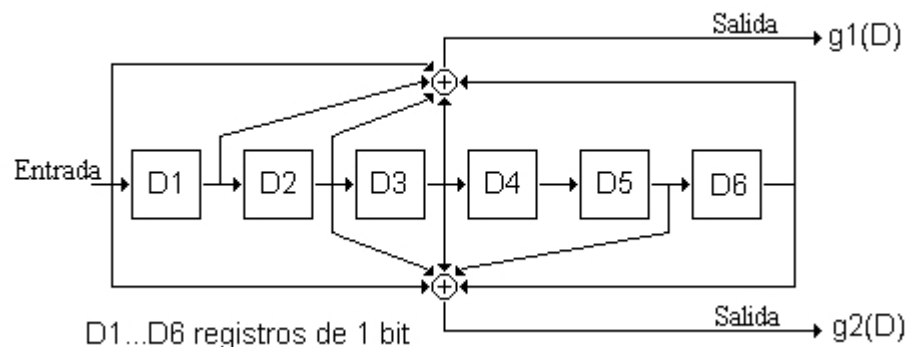 Salida
g1(D)
Entrada
D1
D2
D3
D4
D5
D6
D1...D6 registros de 1 bit
Salida
g2(D)